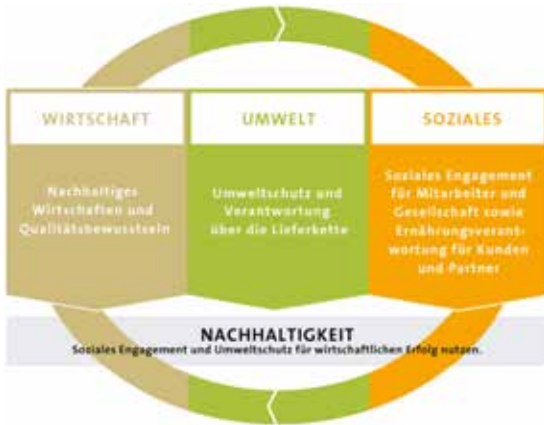 WIRTSCHAFT
UMWELT
SOZIALES
Nachhaltiges
Wirtschaften und
Qualitätsbewusstsein
Umweltschutz und
Verantwortung
über die Lieferkette
Soziales Engagement
für Mitarbeiter und
Gesellschaft sowie
Ernährungsverant-
wortung für Kunden
und Partner
NACHHALTIGKEIT
Soziales Engagement und Umweltschutz für wirtschaftlichen Erfolg nutzen.